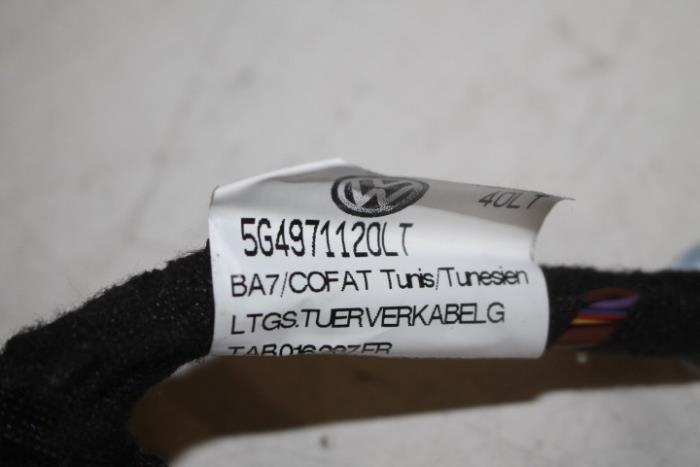 40LT
5G4971120LT
BA7/COFAT Tunis/Tunesien
LTGS.TUERVERKABELG